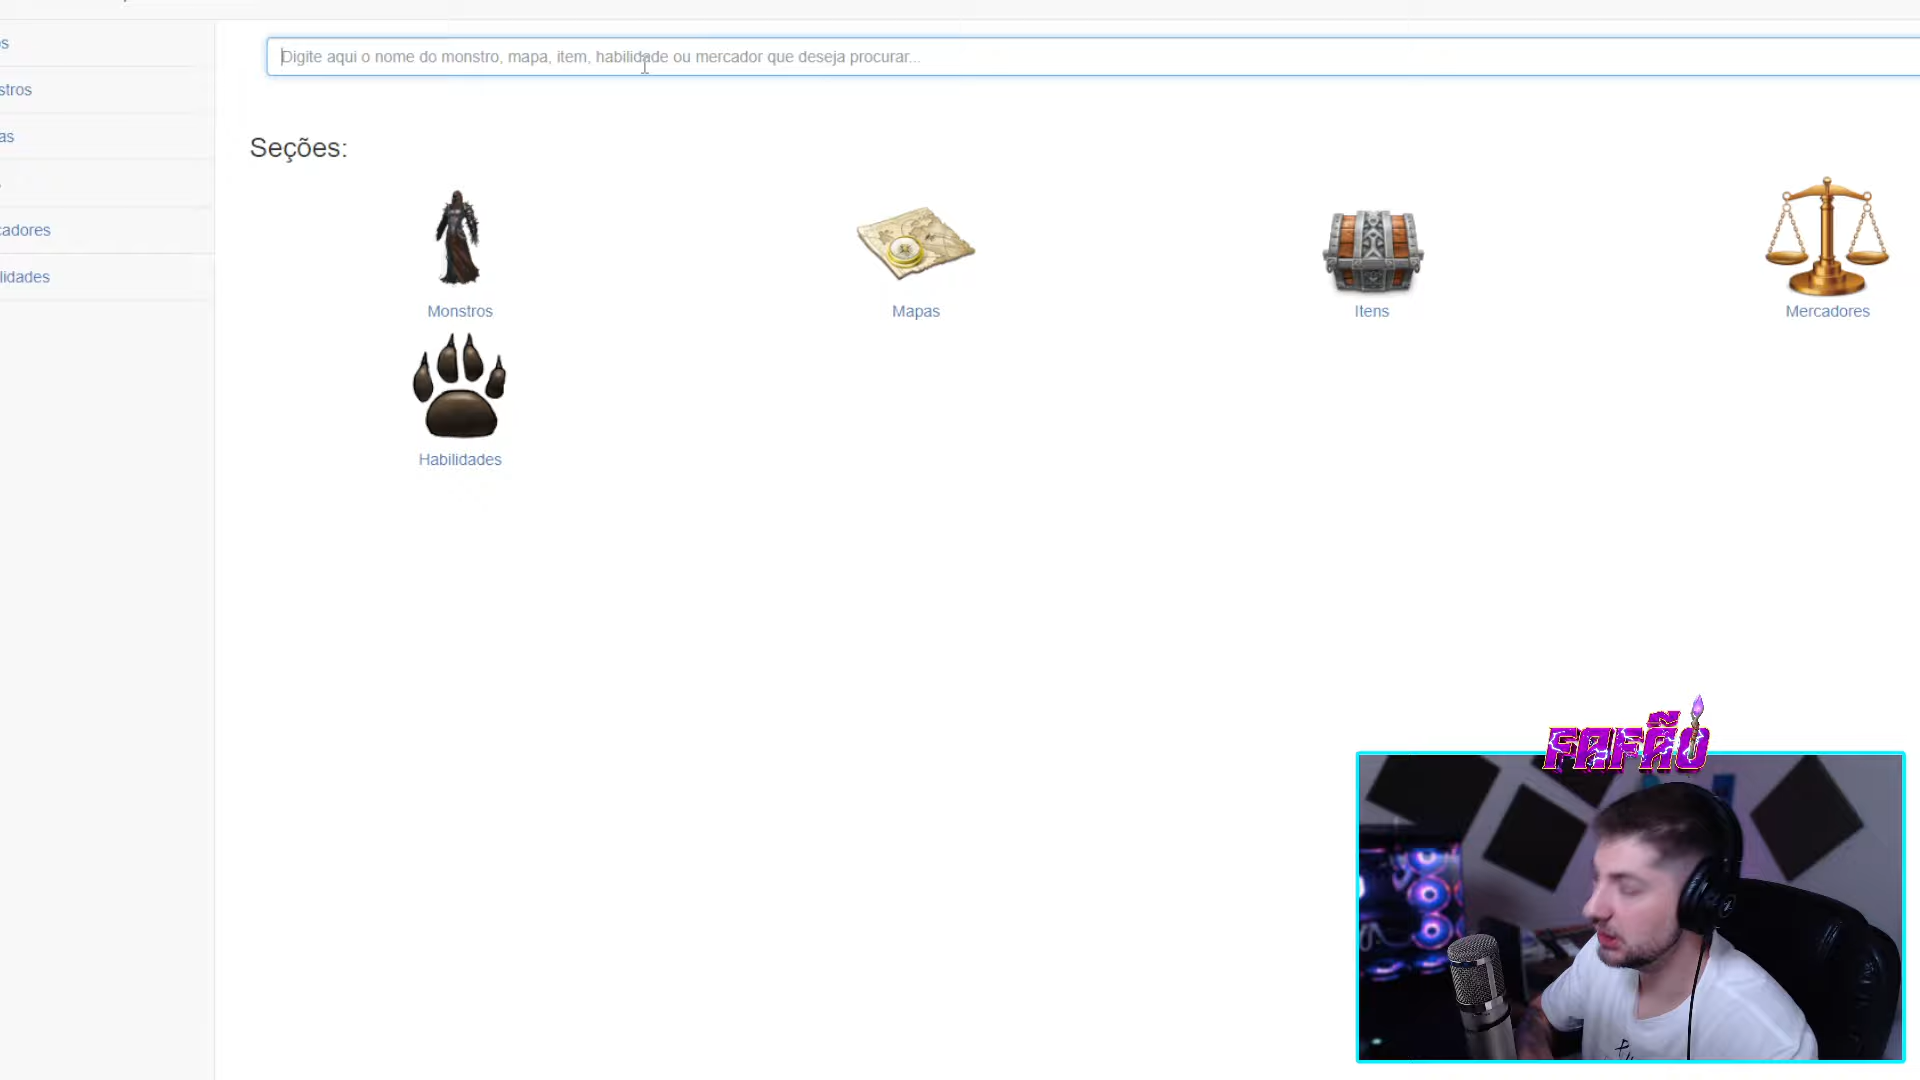 Digite aqui o nome do monstro, mapa, item, habilidade ou mercador que deseja procurar...
stros
as
cadores
lidades
Seções:
Monstros
Mapas
Itens
Mercadores
Habilidades
FAFÃO